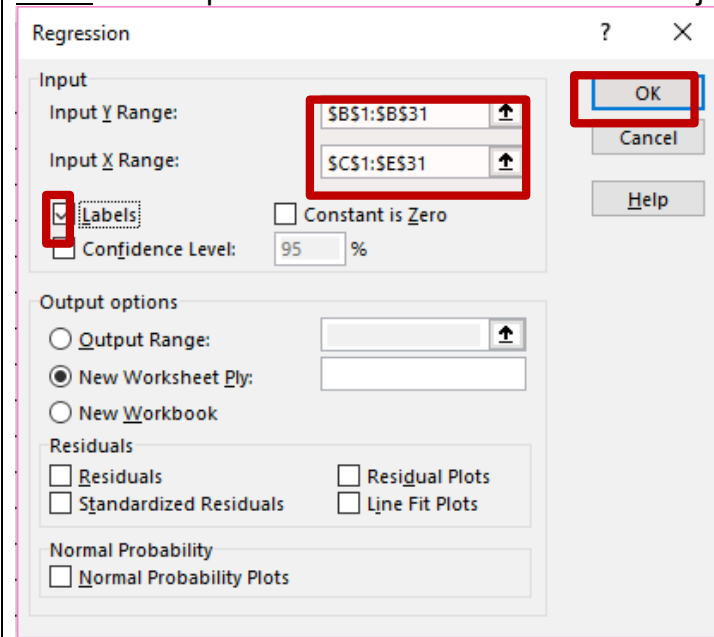 Regression ? ×
Input
Input Y Range: $B$1:$B$31
Input X Range: $C$1:$E$31
Labels Constant is Zero
Confidence Level: 95 %
OK
Cancel
Help
Output options
Output Range:
New Worksheet Ply:
New Workbook
Residuals
Residuals Residual Plots
Standardized Residuals Line Fit Plots
Normal Probability
Normal Probability Plots